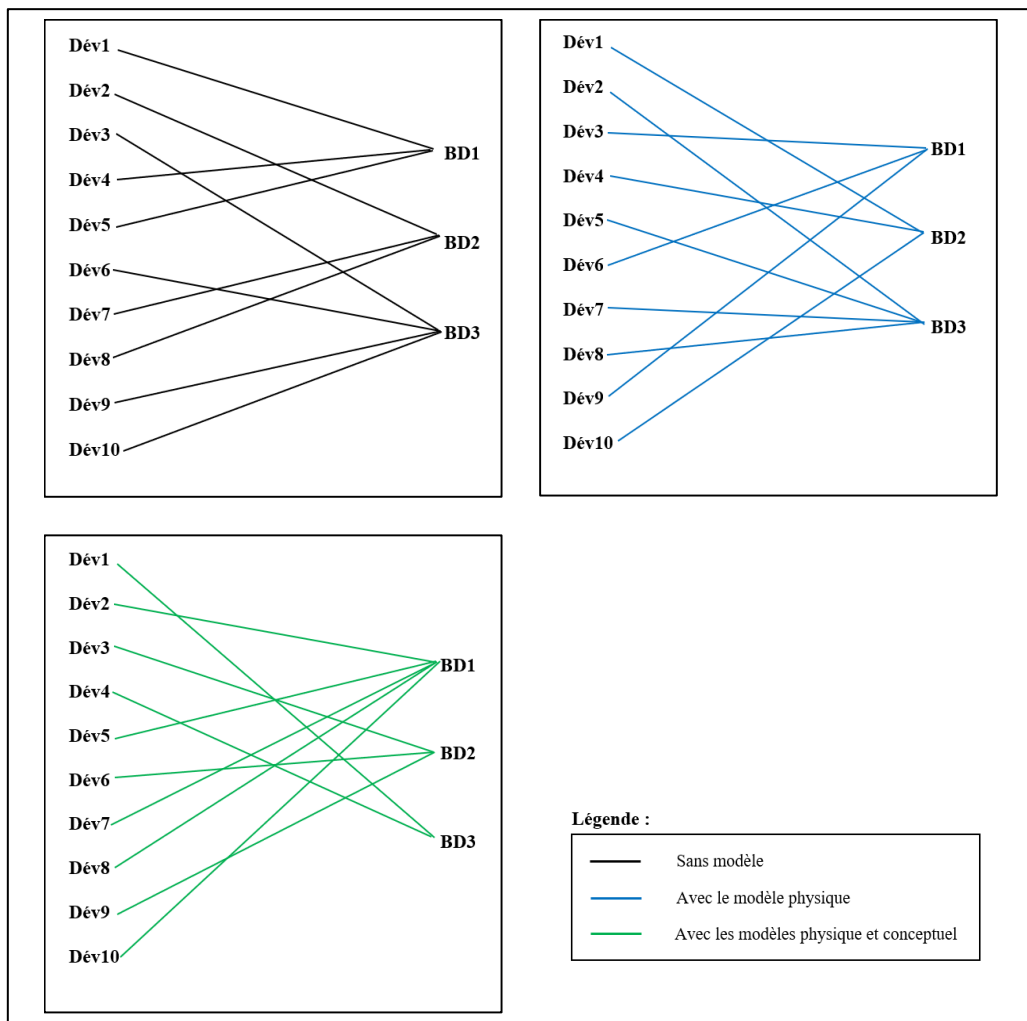 Dév1
Dév2
Dév3
Dév4
Dév5
Dév6
Dév7
Dév8
Dév9
Dév10
BD1
BD2
BD3
Dév1
Dév2
Dév3
Dév4
Dév5
Dév6
Dév7
Dév8
Dév9
Dév10
BD1
BD2
BD3
Dév1
Dév2
Dév3
Dév4
Dév5
Dév6
Dév7
Dév8
Dév9
Dév10
BD1
BD2
BD3
Légende :
Sans modèle
Avec le modèle physique
Avec les modèles physique et conceptuel